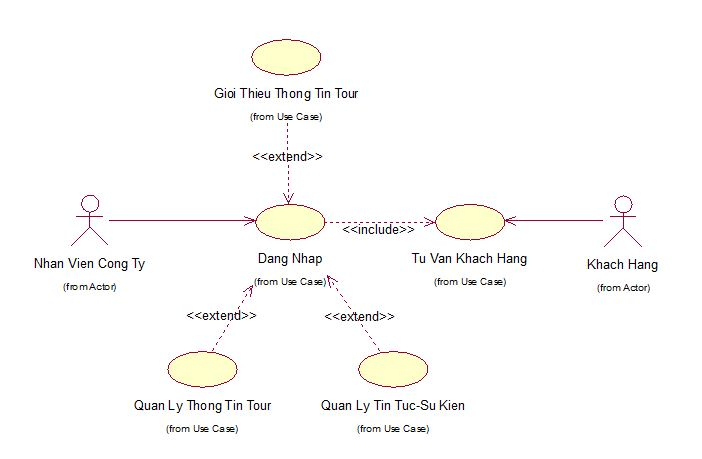 Gioi Thieu Thong Tin Tour
(from Use Case)
<<extend>>
<<include>>
Nhan Vien Cong Ty
(from Actor)
Dang Nhap
(from Use Case)
Tu Van Khach Hang
(from Use Case)
Khach Hang
(from Actor)
<<extend>>
<<extend>>
Quan Ly Thong Tin Tour
(from Use Case)
Quan Ly Tin Tuc-Su Kien
(from Use Case)